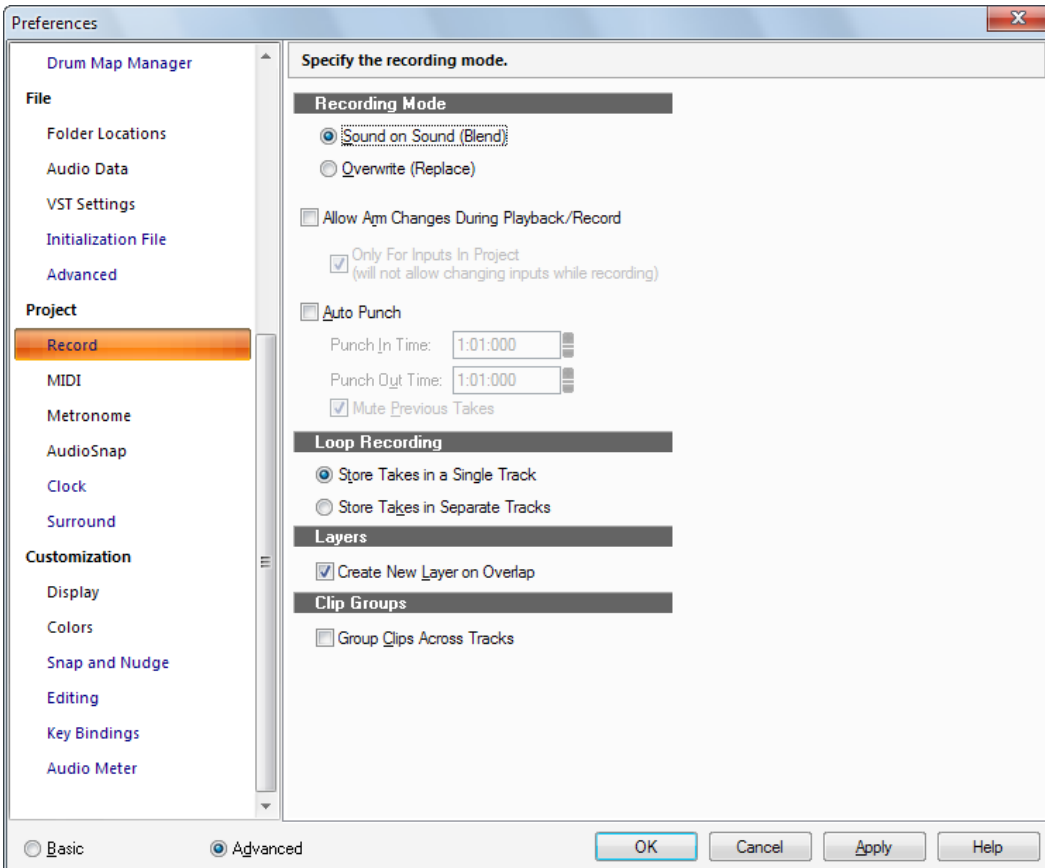 Preferences
Drum Map Manager
File
Folder Locations
Audio Data
VST Settings
Initialization File
Advanced
Project
Record
MIDI
Metronome
AudioSnap
Clock
Surround
Customization
Display
Colors
Snap and Nudge
Editing
Key Bindings
Audio Meter
Specify the recording mode.
Recording Mode
Sound on Sound (Blend)
Overwrite (Replace)
Allow Arm Changes During Playback/Record
Only For Inputs In Project
(will not allow changing inputs while recording)
Auto Punch
Punch In Time: 1:01:000
Punch Out Time: 1:01:000
Mute Previous Takes
Loop Recording
Store Takes in a Single Track
Store Takes in Separate Tracks
Layers
Create New Layer on Overlap
Clip Groups
Group Clips Across Tracks
Basic Advanced OK Cancel Apply Help